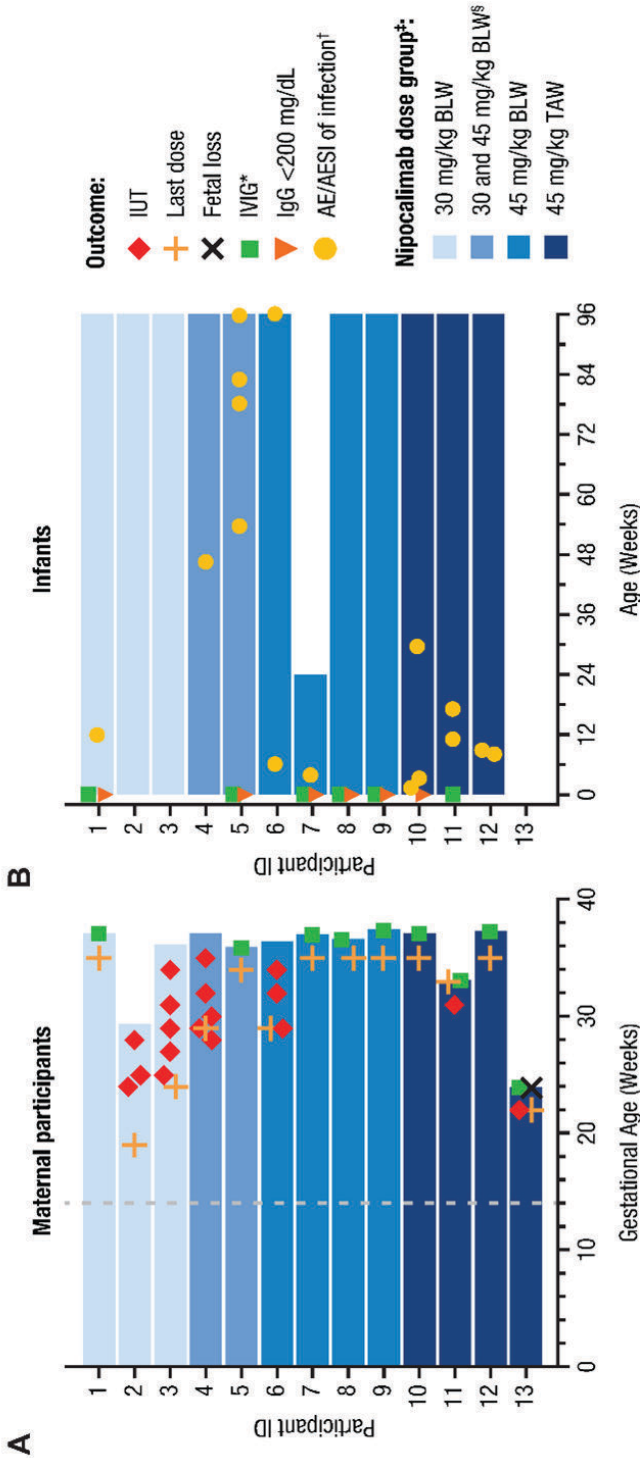 A
Maternal participants
Participant ID
1
2
3
4
5
6
7
8
9
10
11
12
13
0
10
20
30
40
Gestational Age (Weeks)
B
Infants
Participant ID
1
2
3
4
5
6
7
8
9
10
11
12
13
0
12
24
36
48
60
72
84
96
Age (Weeks)
Outcome:
IUT
Last dose
Fetal loss
IVIG*
IgG <200 mg/dL
AE/AESI of infection†
Nipocalimab dose group‡:
30 mg/kg BLW
30 and 45 mg/kg BLW§
45 mg/kg BLW
45 mg/kg TAW